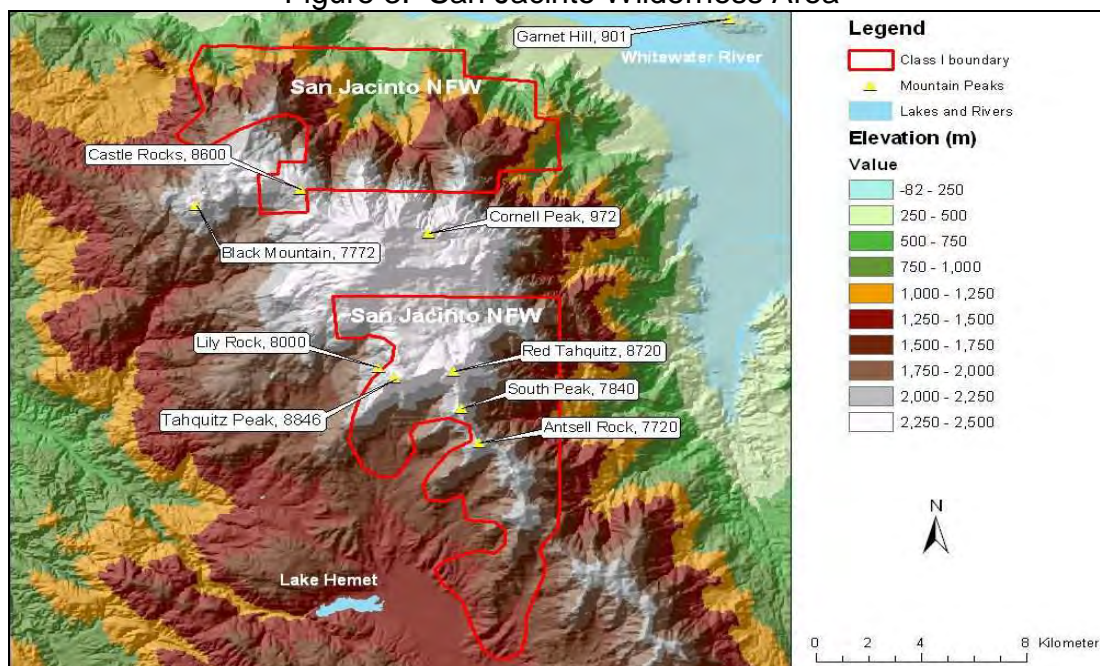 Figure 3:  San Jacinto Wilderness Area
Garnet Hill, 901
Whitewater River
San Jacinto NFW
Castle Rocks, 8600
Cornell Peak, 972
Black Mountain, 7772
San Jacinto NFW
Lily Rock, 8000
Red Tahquitz, 8720
South Peak, 7840
Tahquitz Peak, 8846
Antsell Rock, 7720
Lake Hemet
Legend
Class I boundary
Mountain Peaks
Lakes and Rivers
Elevation (m)
Value
-82 - 250
250 - 500
500 - 750
750 - 1,000
1,000 - 1,250
1,250 - 1,500
1,500 - 1,750
1,750 - 2,000
2,000 - 2,250
2,250 - 2,500
N
0 2 4 8 Kilometer